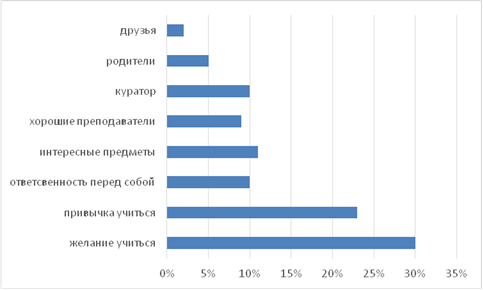 друзья
родители
куратор
хорошие преподаватели
интересные предметы
ответсвенность перед собой
привычка учиться
желание учиться
0% 5% 10% 15% 20% 25% 30% 35%